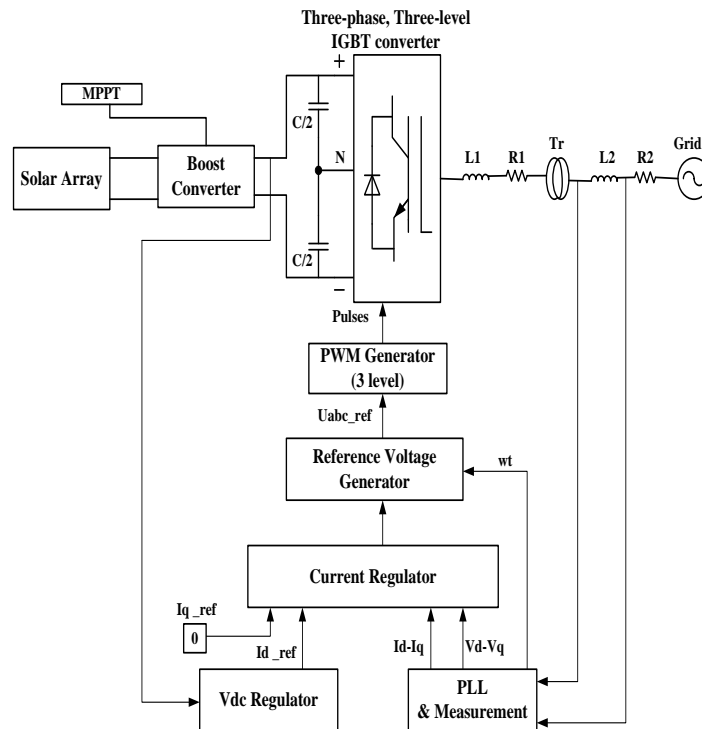 Three-phase, Three-level
IGBT converter
+
MPPT
C/2
Solar Array
Boost
Converter
N
L1
R1
Tr
L2
R2
Grid
C/2
−
Pulses
PWM Generator
(3 level)
Uabc_ref
Reference Voltage
Generator
wt
Current Regulator
Iq _ref
0
Id _ref
Id-Iq
Vd-Vq
Vdc Regulator
PLL
& Measurement